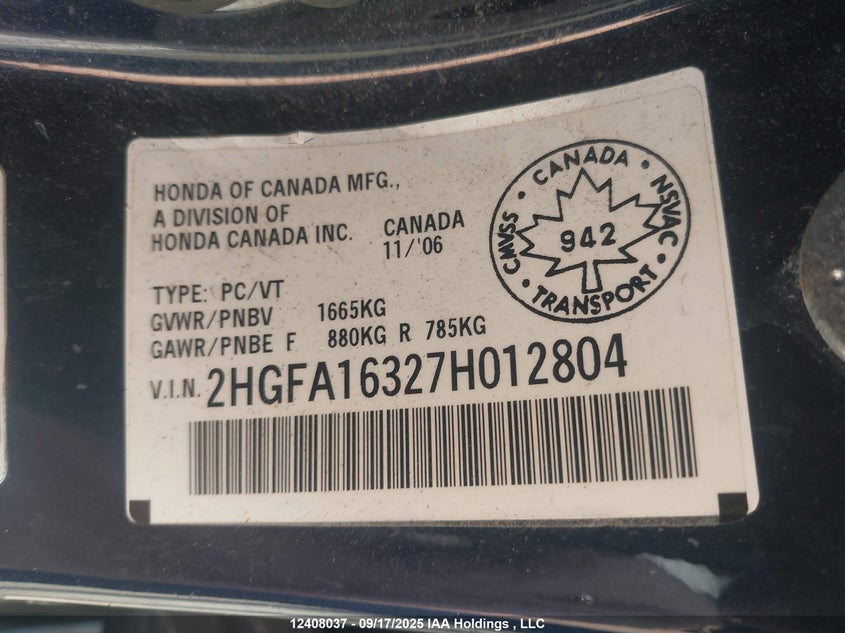 HONDA OF CANADA MFG.,
A DIVISION OF
HONDA CANADA INC.
CANADA
11/'06
TYPE: PC/VT
GVWR/PNBV 1665KG
GAWR/PNBE F 880KG R 785KG
V.I.N. 2HGFA16327H012804
CMVSS • CANADA • NSVAC • TRANSPORT •
942
12408037 - 09/17/2025 IAA Holdings , LLC